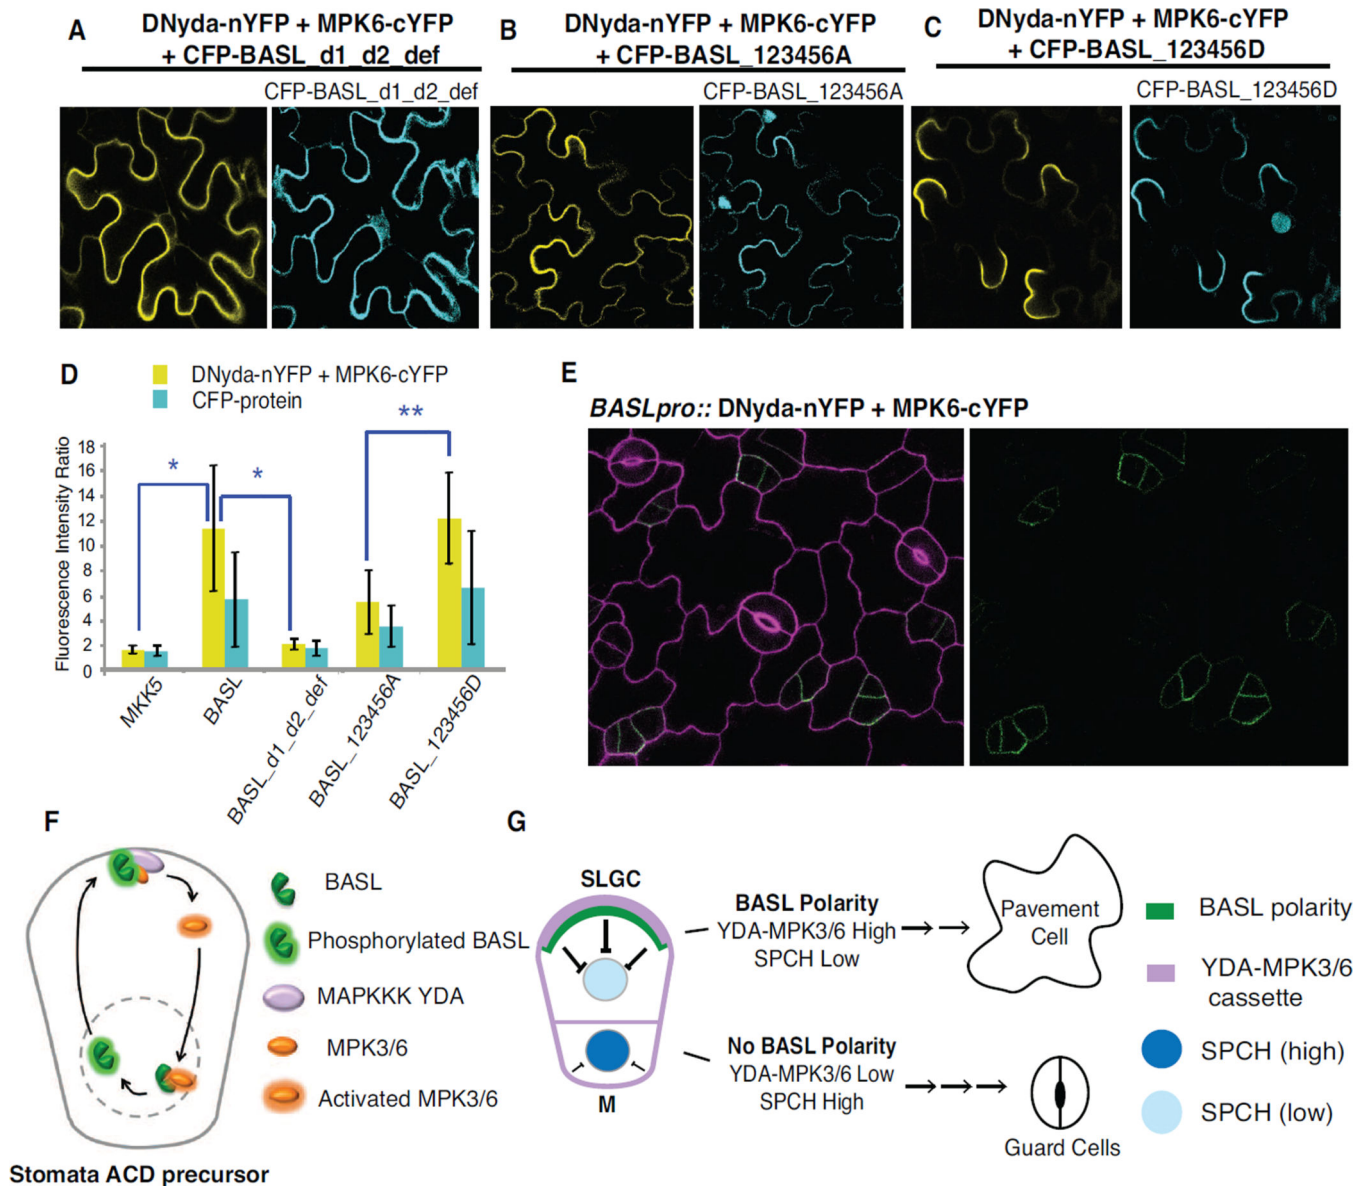 A
DNyda-nYFP + MPK6-cYFP
+ CFP-BASL_d1_d2_def
CFP-BASL_d1_d2_def
B
DNyda-nYFP + MPK6-cYFP
+ CFP-BASL_123456A
CFP-BASL_123456A
C
DNyda-nYFP + MPK6-cYFP
+ CFP-BASL_123456D
CFP-BASL_123456D
D
DNyda-nYFP + MPK6-cYFP
CFP-protein
Fluorescence Intensity Ratio
18
16
14
12
10
8
6
4
2
0
*
*
**
MKK5
BASL
BASL_d1_d2_def
BASL_123456A
BASL_123456D
E
BASLpro:: DNyda-nYFP + MPK6-cYFP
F
BASL
Phosphorylated BASL
MAPKKK YDA
MPK3/6
Activated MPK3/6
Stomata ACD precursor
G
SLGC
M
BASL Polarity
YDA-MPK3/6 High
SPCH Low
Pavement
Cell
No BASL Polarity
YDA-MPK3/6 Low
SPCH High
Guard Cells
BASL polarity
YDA-MPK3/6
cassette
SPCH (high)
SPCH (low)